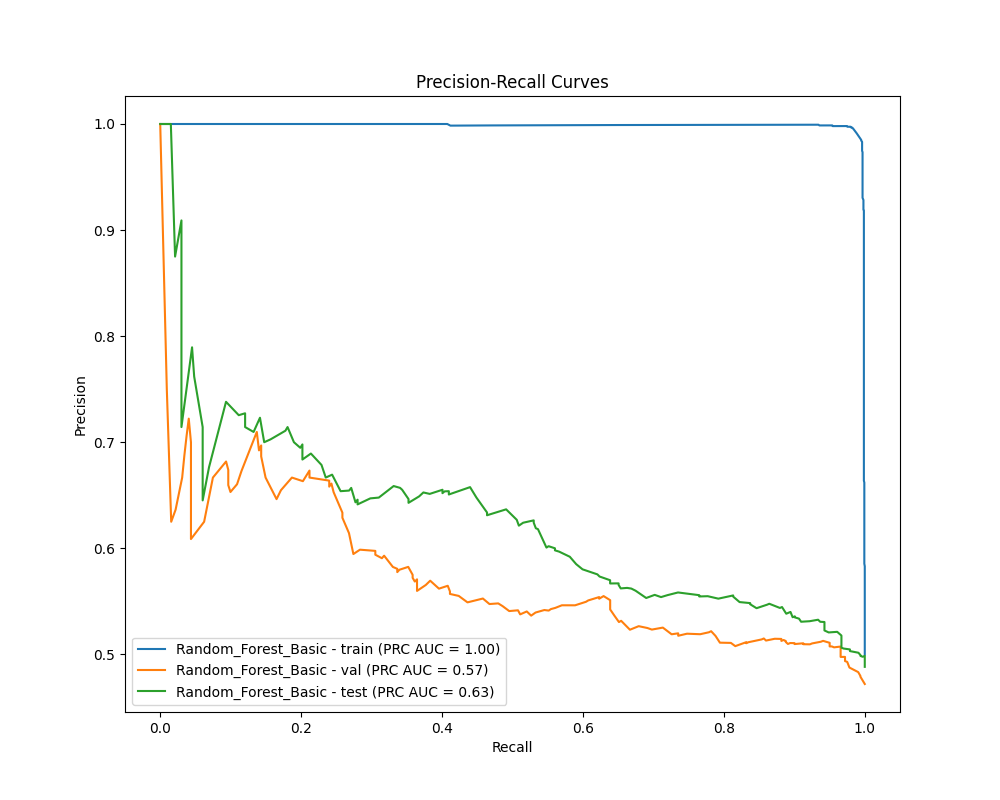 Precision-Recall Curves
Precision
1.0
0.9
0.8
0.7
0.6
0.5
Random_Forest_Basic - train (PRC AUC = 1.00)
Random_Forest_Basic - val (PRC AUC = 0.57)
Random_Forest_Basic - test (PRC AUC = 0.63)
0.0 0.2 0.4 0.6 0.8 1.0
Recall